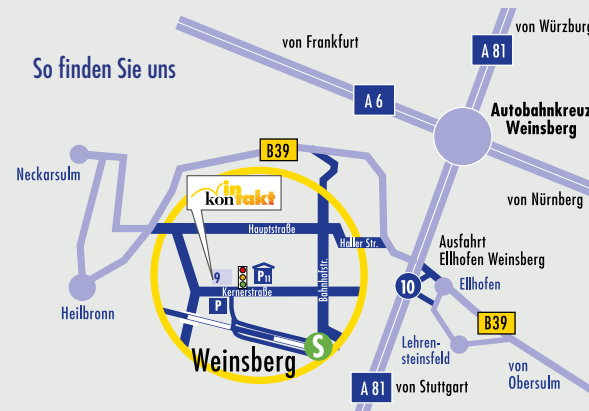 von Würzburg
von Frankfurt
A 81
So finden Sie uns
A 6
Autobahnkreuz
Weinsberg
B39
Neckarsulm
in
kontakt
von Nürnberg
Hauptstraße
Haller Str.
Ausfahrt
Ellhofen Weinsberg
9
P11
Bahnhofstr.
10
Ellhofen
Kernerstraße
P
Heilbronn
B39
S
Lehren-
steinsfeld
Weinsberg
von
Obersulm
A 81
von Stuttgart